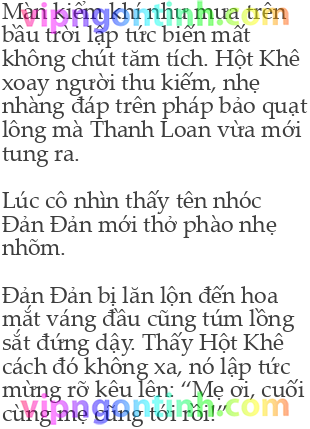 Màn kiếm khí như mưa trên
vipngontinh.com
bầu trời lập tức biến mất
không chút tăm tích. Hột Khê
xoay người thu kiếm, nhẹ
nhàng đáp trên pháp bảo quạt
lông mà Thanh Loan vừa mới
tung ra.
Lúc cô nhìn thấy tên nhóc
Đản Đản mới thở phào nhẹ
nhõm.
Đản Đản bị lăn lộn đến hoa
mắt váng đầu cũng túm lồng
sắt đứng dậy. Thấy Hột Khê
cách đó không xa, nó lập tức
mừng rỡ kêu lên: “Mẹ ơi, cuối
cùng mẹ cũng tới rồi!”
vipngontinh.com